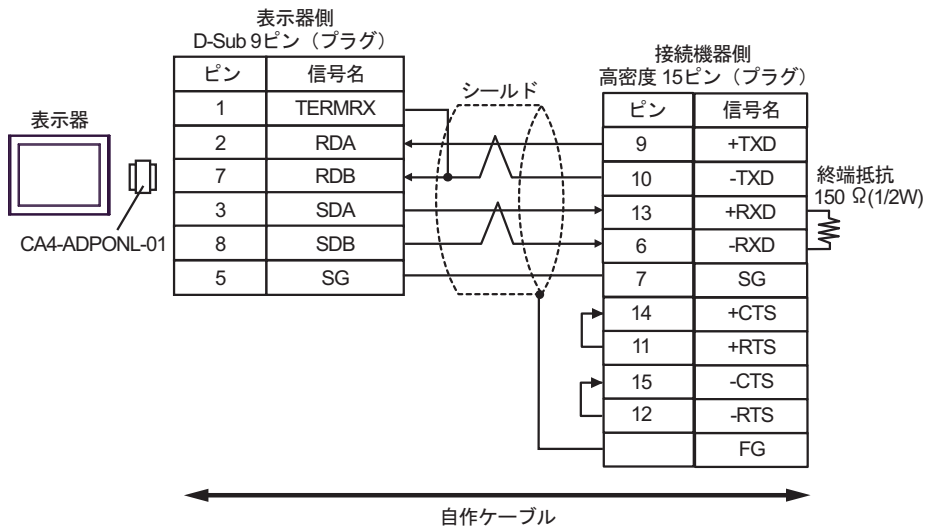 表示器側
D-Sub 9ピン（プラグ）
ピン 信号名
1 TERMRX
2 RDA
7 RDB
3 SDA
8 SDB
5 SG
表示器
CA4-ADPONL-01
シールド
接続機器側
高密度 15ピン（プラグ）
ピン 信号名
9 +TXD
10 -TXD
13 +RXD
6 -RXD
7 SG
14 +CTS
11 +RTS
15 -CTS
12 -RTS
FG
終端抵抗
150 Ω(1/2W)
自作ケーブル